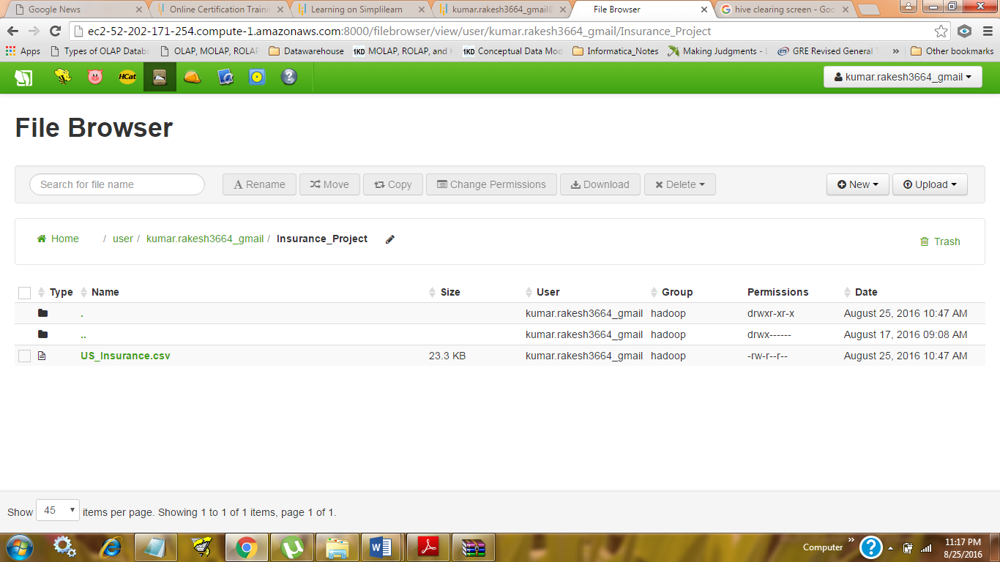 Google News
Online Certification Traini
Learning on Simplilearn
kumar.rakesh3664_gmail@
File Browser
hive clearing screen - Goo
ec2-52-202-171-254.compute-1.amazonaws.com:8000/filebrowser/view/user/kumar.rakesh3664_gmail/Insurance_Project
Apps Types of OLAP Datab OLAP, MOLAP, ROLAP Datawarehouse 1KD MOLAP, ROLAP, and H 1KD Conceptual Data Mod Informatica_Notes Making Judgments - L ETS GRE Revised General T » Other bookmarks
HCat kumar.rakesh3664_gmail
File Browser
Search for file name Rename Move Copy Change Permissions Download Delete New Upload
Home / user / kumar.rakesh3664_gmail / Insurance_Project Trash
Type Name Size User Group Permissions Date
. kumar.rakesh3664_gmail hadoop drwxr-xr-x August 25, 2016 10:47 AM
.. kumar.rakesh3664_gmail hadoop drwx------ August 17, 2016 09:08 AM
US_Insurance.csv 23.3 KB kumar.rakesh3664_gmail hadoop -rw-r--r-- August 25, 2016 10:47 AM
Show 45 items per page. Showing 1 to 1 of 1 items, page 1 of 1.
Computer » 11:17 PM
8/25/2016